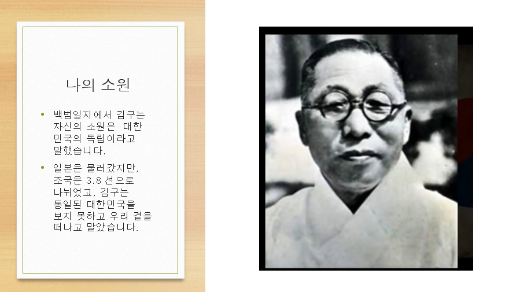 나의 소원
• 백범일지에서 김구는
자신의 소원은 대한
민국의 독립이라고
말했습니다.
• 일본은 물러갔지만,
조국은 3.8 선으로
나뉘었고, 김구는
통일된 대한민국을
보지 못하고 우리 곁을
떠나고 말았습니다.